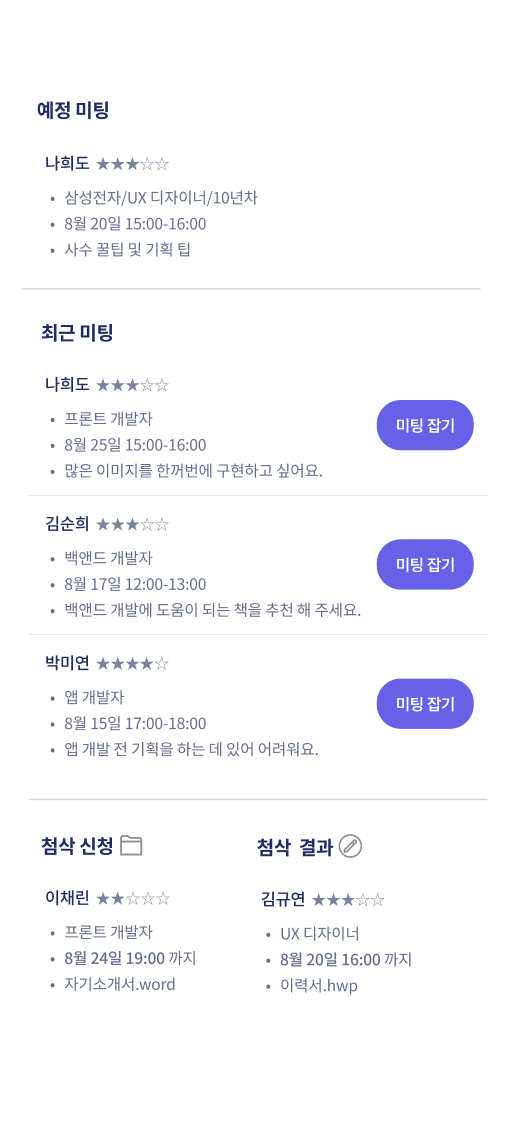 예정 미팅
나희도 ★★★☆☆
• 삼성전자/UX 디자이너/10년차
• 8월 20일 15:00-16:00
• 사수 꿀팁 및 기획 팁
최근 미팅
나희도 ★★★☆☆
• 프론트 개발자
• 8월 25일 15:00-16:00
• 많은 이미지를 한꺼번에 구현하고 싶어요.
미팅 잡기
김순희 ★★★☆☆
• 백앤드 개발자
• 8월 17일 12:00-13:00
• 백앤드 개발에 도움이 되는 책을 추천 해 주세요.
미팅 잡기
박미연 ★★★★☆
• 앱 개발자
• 8월 15일 17:00-18:00
• 앱 개발 전 기획을 하는 데 있어 어려워요.
미팅 잡기
첨삭 신청
이채린 ★★☆☆☆
• 프론트 개발자
• 8월 24일 19:00 까지
• 자기소개서.word
첨삭 결과
김규연 ★★★☆☆
• UX 디자이너
• 8월 20일 16:00 까지
• 이력서.hwp